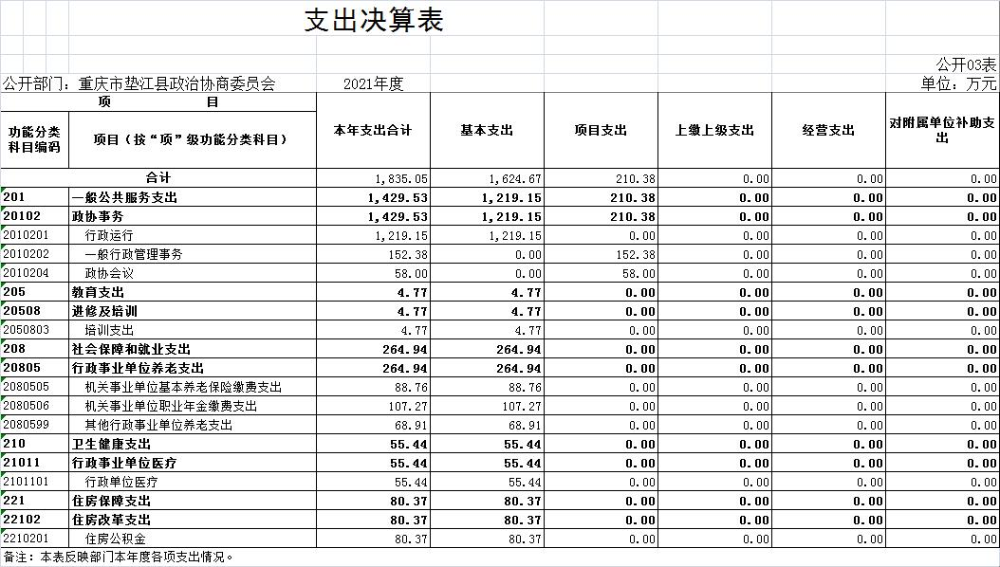 支出决算表
公开03表
公开部门：重庆市垫江县政治协商委员会 2021年度 单位：万元
项 目 本年支出合计 基本支出 项目支出 上缴上级支出 经营支出 对附属单位补助支出
功能分类科目编码 项目（按“项”级功能分类科目）
合计 1,835.05 1,624.67 210.38 0.00 0.00 0.00
201 一般公共服务支出 1,429.53 1,219.15 210.38 0.00 0.00 0.00
20102 政协事务 1,429.53 1,219.15 210.38 0.00 0.00 0.00
2010201 行政运行 1,219.15 1,219.15 0.00 0.00 0.00 0.00
2010202 一般行政管理事务 152.38 0.00 152.38 0.00 0.00 0.00
2010204 政协会议 58.00 0.00 58.00 0.00 0.00 0.00
205 教育支出 4.77 4.77 0.00 0.00 0.00 0.00
20508 进修及培训 4.77 4.77 0.00 0.00 0.00 0.00
2050803 培训支出 4.77 4.77 0.00 0.00 0.00 0.00
208 社会保障和就业支出 264.94 264.94 0.00 0.00 0.00 0.00
20805 行政事业单位养老支出 264.94 264.94 0.00 0.00 0.00 0.00
2080505 机关事业单位基本养老保险缴费支出 88.76 88.76 0.00 0.00 0.00 0.00
2080506 机关事业单位职业年金缴费支出 107.27 107.27 0.00 0.00 0.00 0.00
2080599 其他行政事业单位养老支出 68.91 68.91 0.00 0.00 0.00 0.00
210 卫生健康支出 55.44 55.44 0.00 0.00 0.00 0.00
21011 行政事业单位医疗 55.44 55.44 0.00 0.00 0.00 0.00
2101101 行政单位医疗 55.44 55.44 0.00 0.00 0.00 0.00
221 住房保障支出 80.37 80.37 0.00 0.00 0.00 0.00
22102 住房改革支出 80.37 80.37 0.00 0.00 0.00 0.00
2210201 住房公积金 80.37 80.37 0.00 0.00 0.00 0.00
备注：本表反映部门本年度各项支出情况。